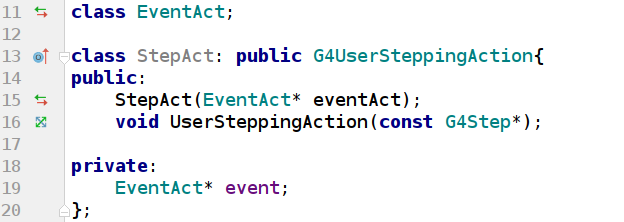 11 class EventAct;
12
13 class StepAct: public G4UserSteppingAction{
14 public:
15     StepAct(EventAct* eventAct);
16     void UserSteppingAction(const G4Step*);
17
18 private:
19     EventAct* event;
20 };